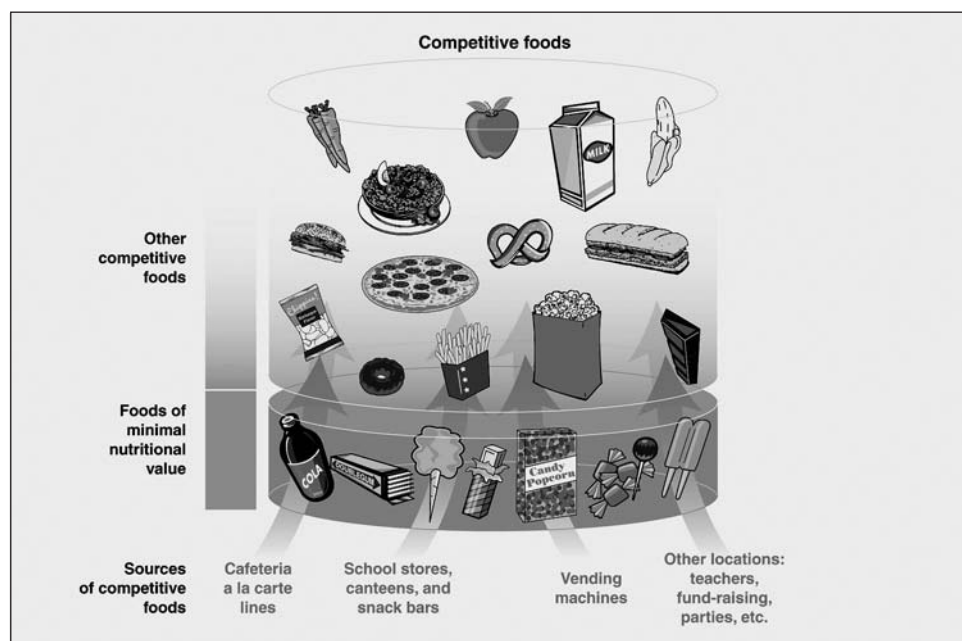 Competitive foods
MILK
Other
competitive
foods
Foods of
minimal
nutritional
value
COLA
Candy
Popcorn
Sources
of competitive
foods
Cafeteria
a la carte
lines
School stores,
canteens, and
snack bars
Vending
machines
Other locations:
teachers,
fund-raising,
parties, etc.